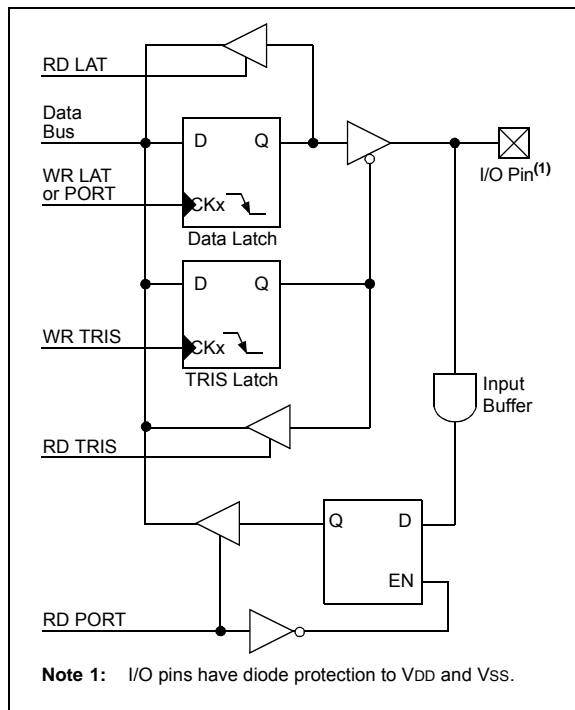 RD LAT
Data
Bus
D Q
WR LAT
or PORT
I/O Pin(1)
CKx
Data Latch
D Q
WR TRIS
CKx
TRIS Latch
Input
Buffer
RD TRIS
Q D
EN
RD PORT
Note 1: I/O pins have diode protection to VDD and VSS.